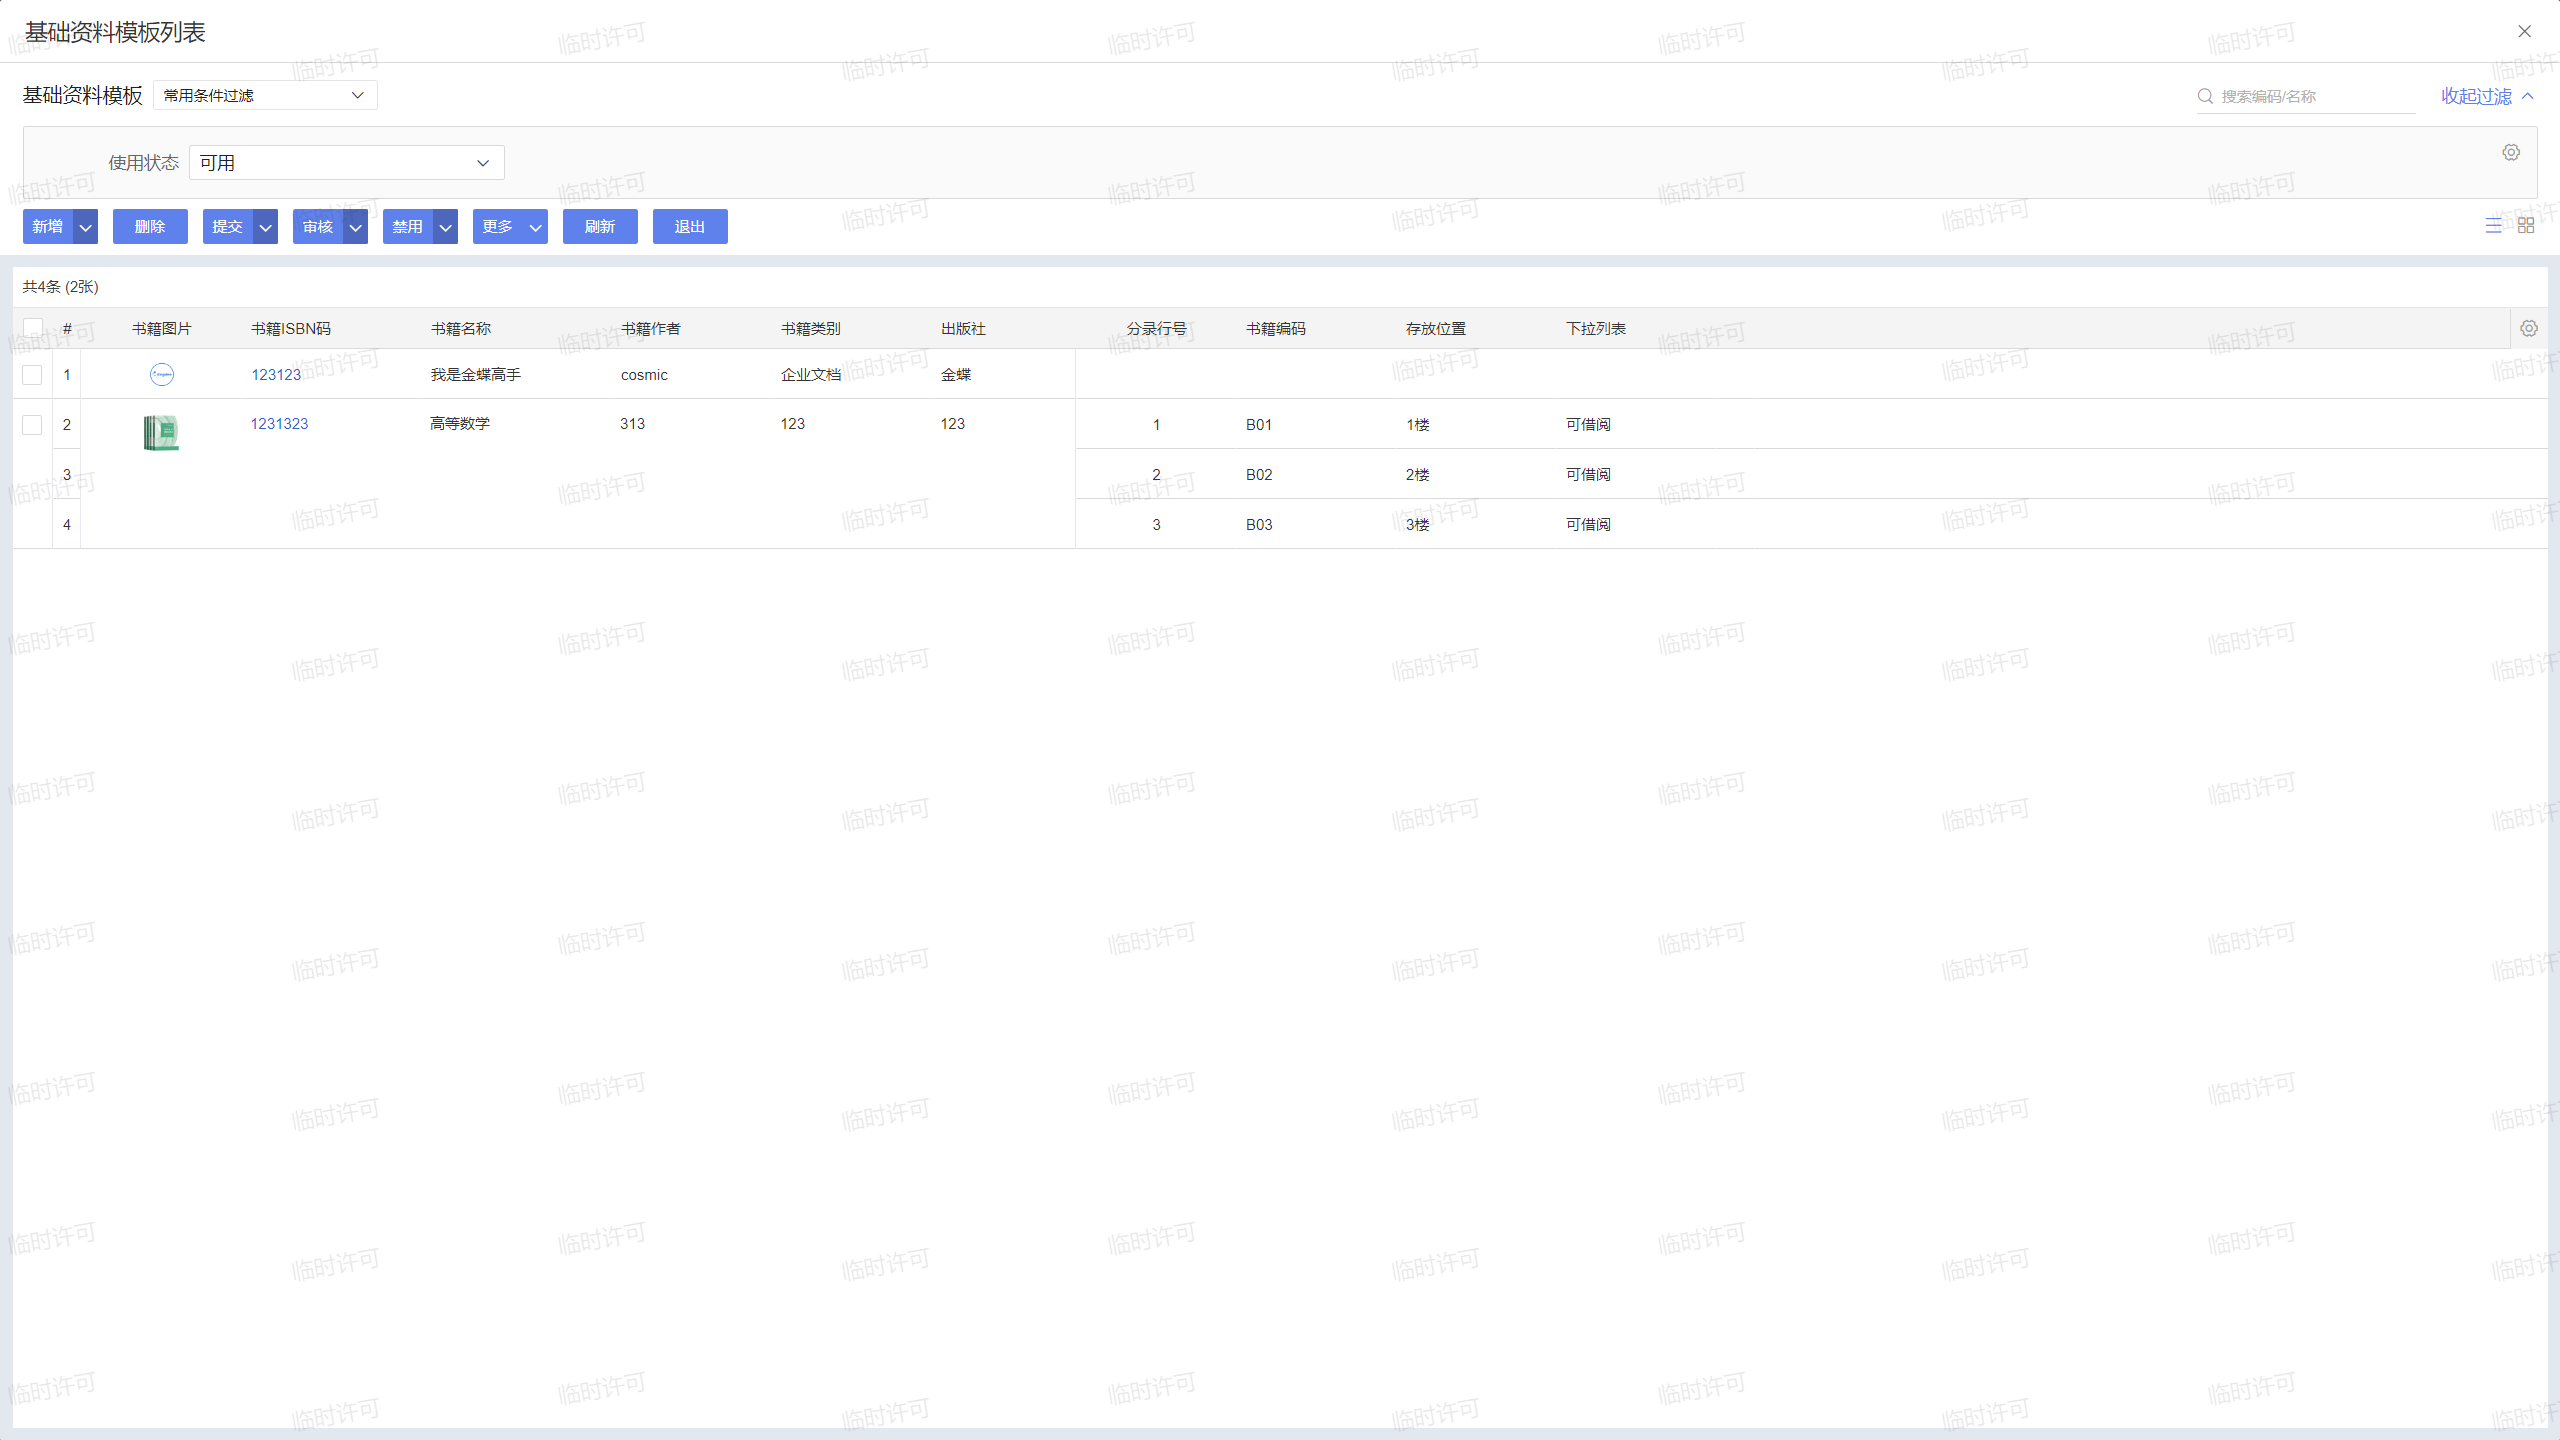 基础资料模板列表
基础资料模板 常用条件过滤 搜索编码/名称 收起过滤
使用状态 可用
新增 删除 提交 审核 禁用 更多 刷新 退出
共4条 (2张)
# 书籍图片 书籍ISBN码 书籍名称 书籍作者 书籍类别 出版社 分录行号 书籍编码 存放位置 下拉列表
1 123123 我是金蝶高手 cosmic 企业文档 金蝶
2 1231323 高等数学 313 123 123 1 B01 1楼 可借阅
3 2 B02 2楼 可借阅
4 3 B03 3楼 可借阅
临时许可